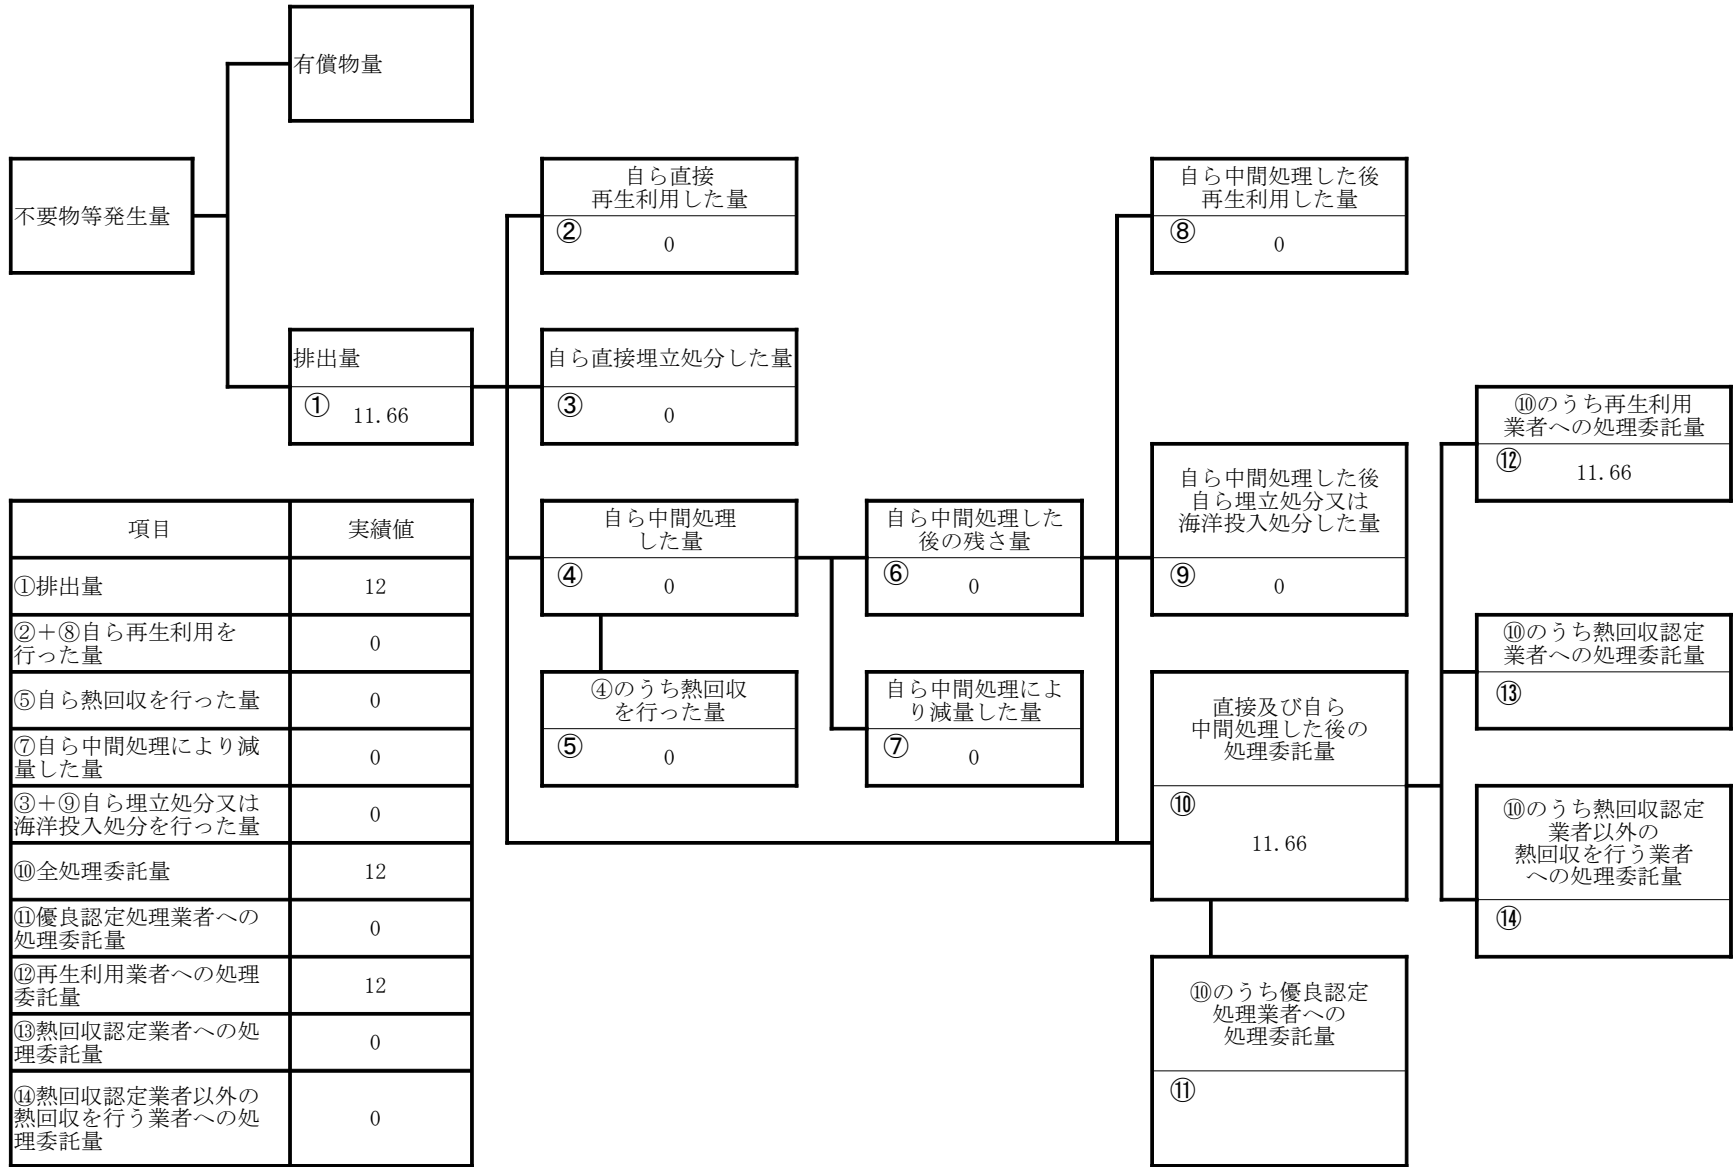 有償物量
不要物等発生量
排出量
① 11.66
自ら直接
再生利用した量
② 0
自ら直接埋立処分した量
③ 0
自ら中間処理
した量
④ 0
④のうち熱回収
を行った量
⑤ 0
自ら中間処理した
後の残さ量
⑥ 0
自ら中間処理によ
り減量した量
⑦ 0
自ら中間処理した後
再生利用した量
⑧ 0
自ら中間処理した後
自ら埋立処分又は
海洋投入処分した量
⑨ 0
直接及び自ら
中間処理した後の
処理委託量
⑩
11.66
⑩のうち優良認定
処理業者への
処理委託量
⑪
⑩のうち再生利用
業者への処理委託量
⑫ 11.66
⑩のうち熱回収認定
業者への処理委託量
⑬
⑩のうち熱回収認定
業者以外の
熱回収を行う業者
への処理委託量
⑭
項目 実績値
①排出量 12
②＋⑧自ら再生利用を
行った量 0
⑤自ら熱回収を行った量 0
⑦自ら中間処理により減
量した量 0
③＋⑨自ら埋立処分又は
海洋投入処分を行った量 0
⑩全処理委託量 12
⑪優良認定処理業者への
処理委託量 0
⑫再生利用業者への処理
委託量 12
⑬熱回収認定業者への処
理委託量 0
⑭熱回収認定業者以外の
熱回収を行う業者への処
理委託量 0